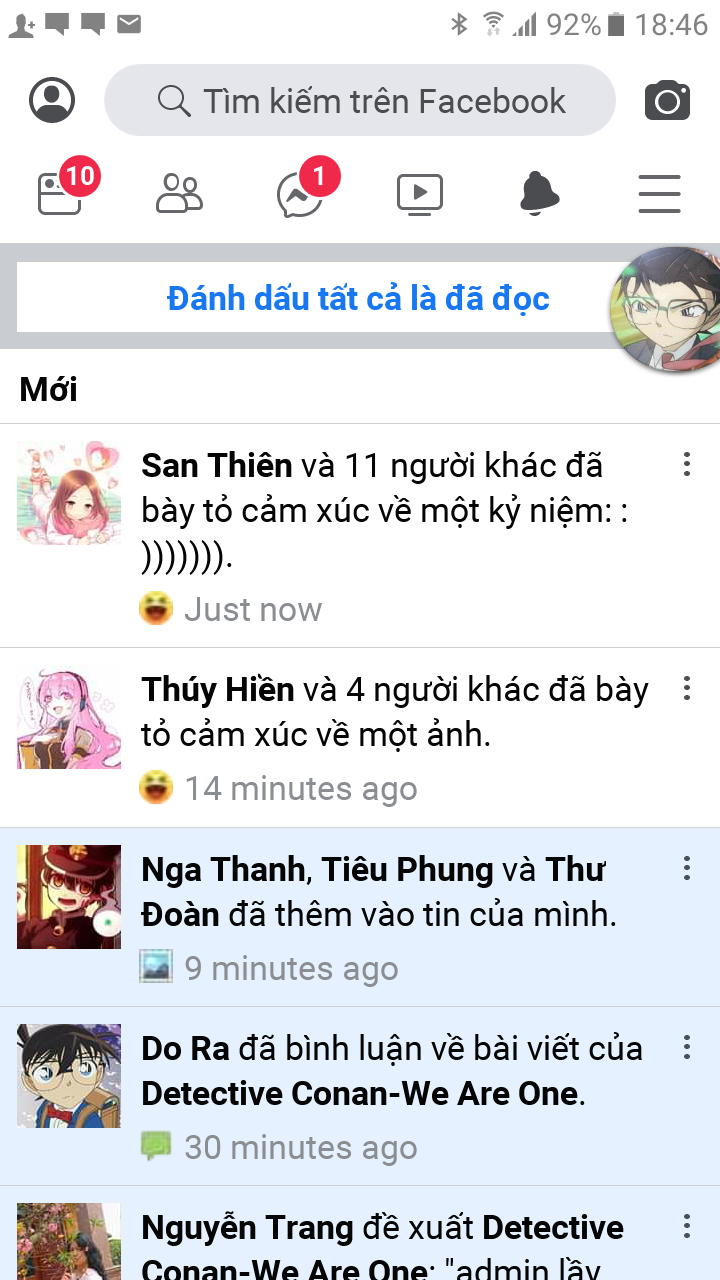 92% 18:46
Tìm kiếm trên Facebook
10
1
Đánh dấu tất cả là đã đọc
Mới
San Thiên và 11 người khác đã
bày tỏ cảm xúc về một kỷ niệm: :
))))))).
Just now
Thúy Hiền và 4 người khác đã bày
tỏ cảm xúc về một ảnh.
14 minutes ago
Nga Thanh, Tiêu Phung và Thư
Đoàn đã thêm vào tin của mình.
9 minutes ago
Do Ra đã bình luận về bài viết của
Detective Conan-We Are One.
30 minutes ago
Nguyễn Trang đề xuất Detective
Conan-We Are One: "admin lầy